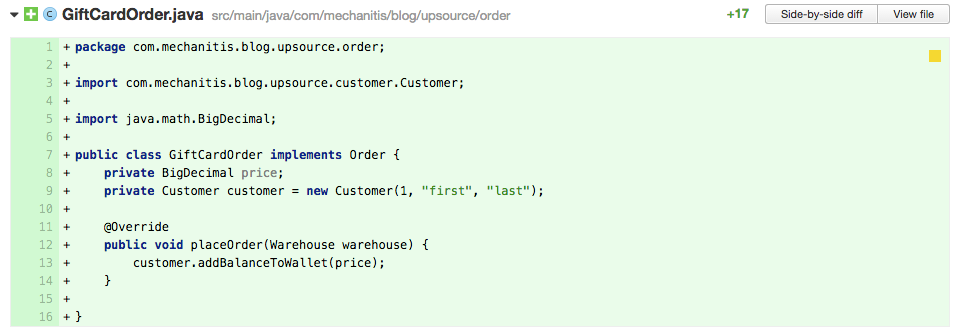 GiftCardOrder.java src/main/java/com/mechanitis/blog/upsource/order +17 Side-by-side diff View file
1 + package com.mechanitis.blog.upsource.order;
2 +
3 + import com.mechanitis.blog.upsource.customer.Customer;
4 +
5 + import java.math.BigDecimal;
6 +
7 + public class GiftCardOrder implements Order {
8 +     private BigDecimal price;
9 +     private Customer customer = new Customer(1, "first", "last");
10 +
11 +     @Override
12 +     public void placeOrder(Warehouse warehouse) {
13 +         customer.addBalanceToWallet(price);
14 +     }
15 +
16 + }